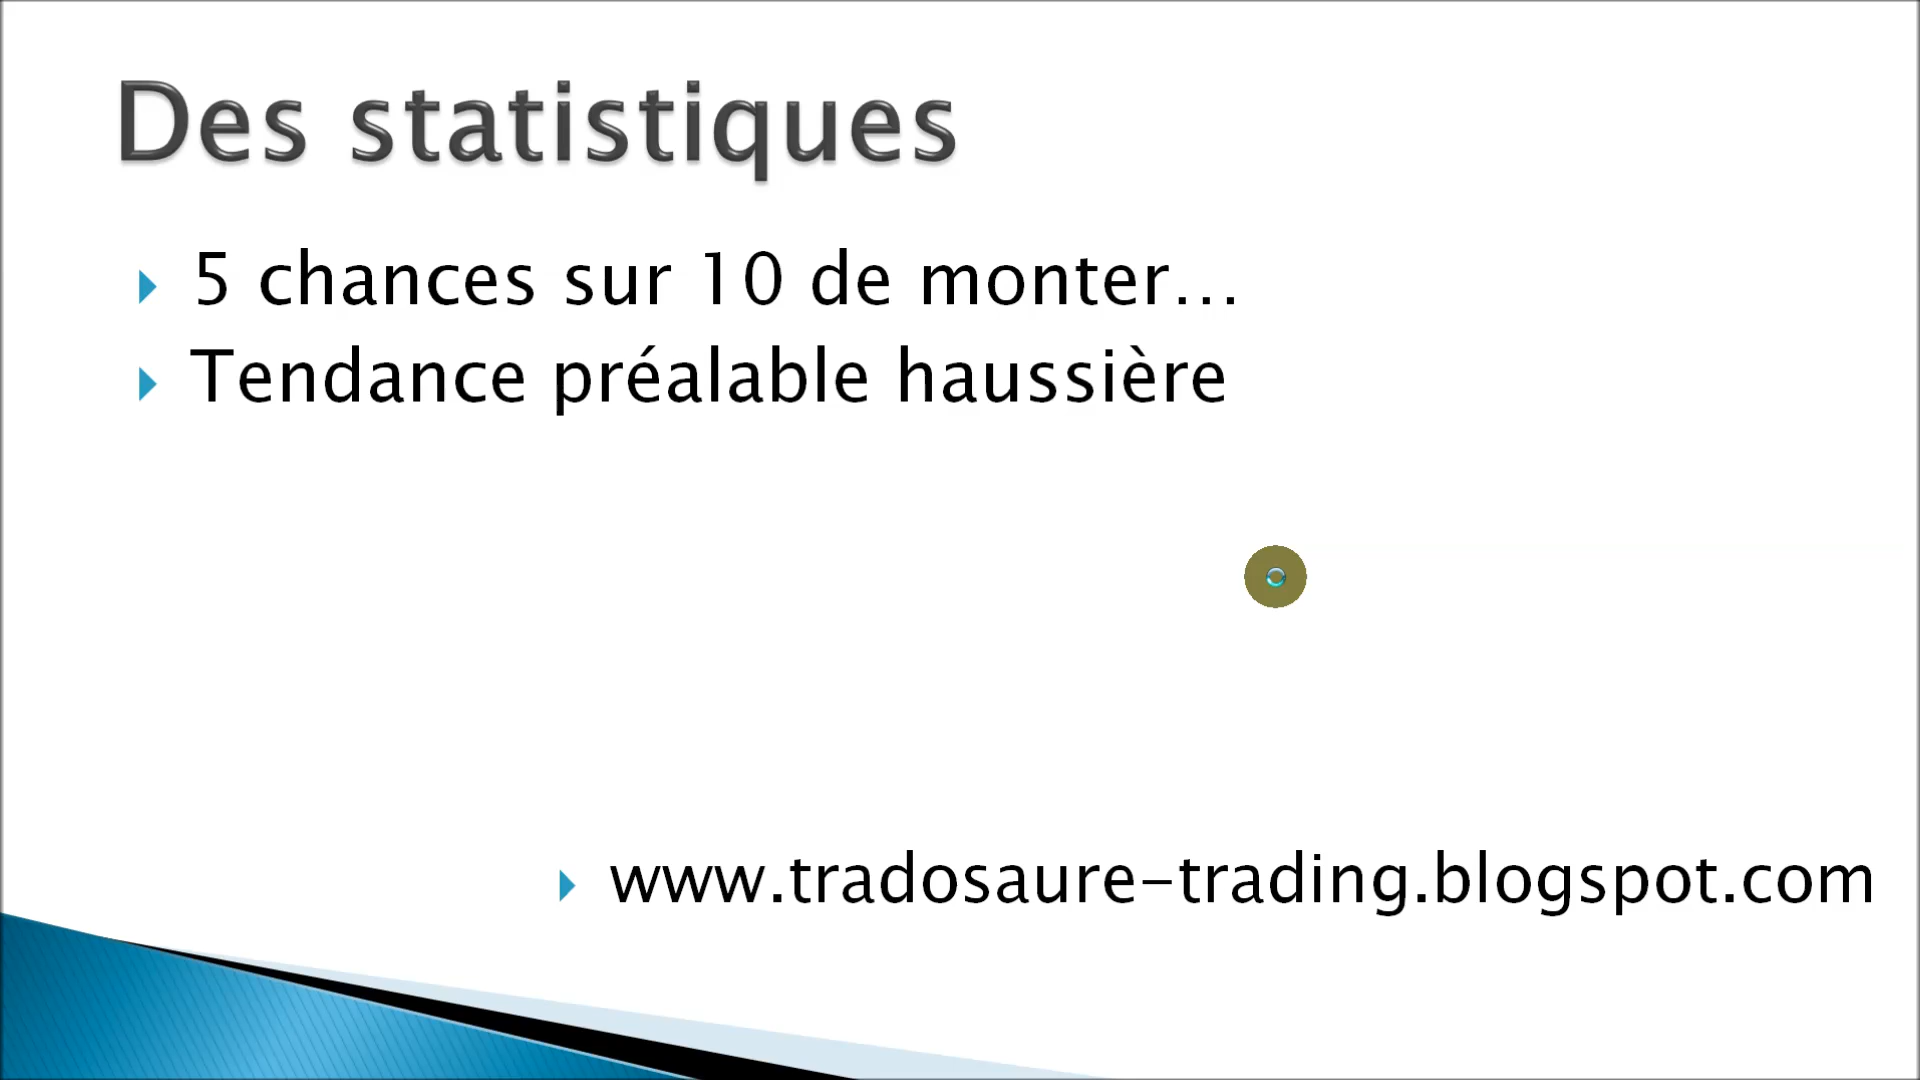 Des statistiques
5 chances sur 10 de monter...
Tendance préalable haussière
www.tradosaure-trading.blogspot.com